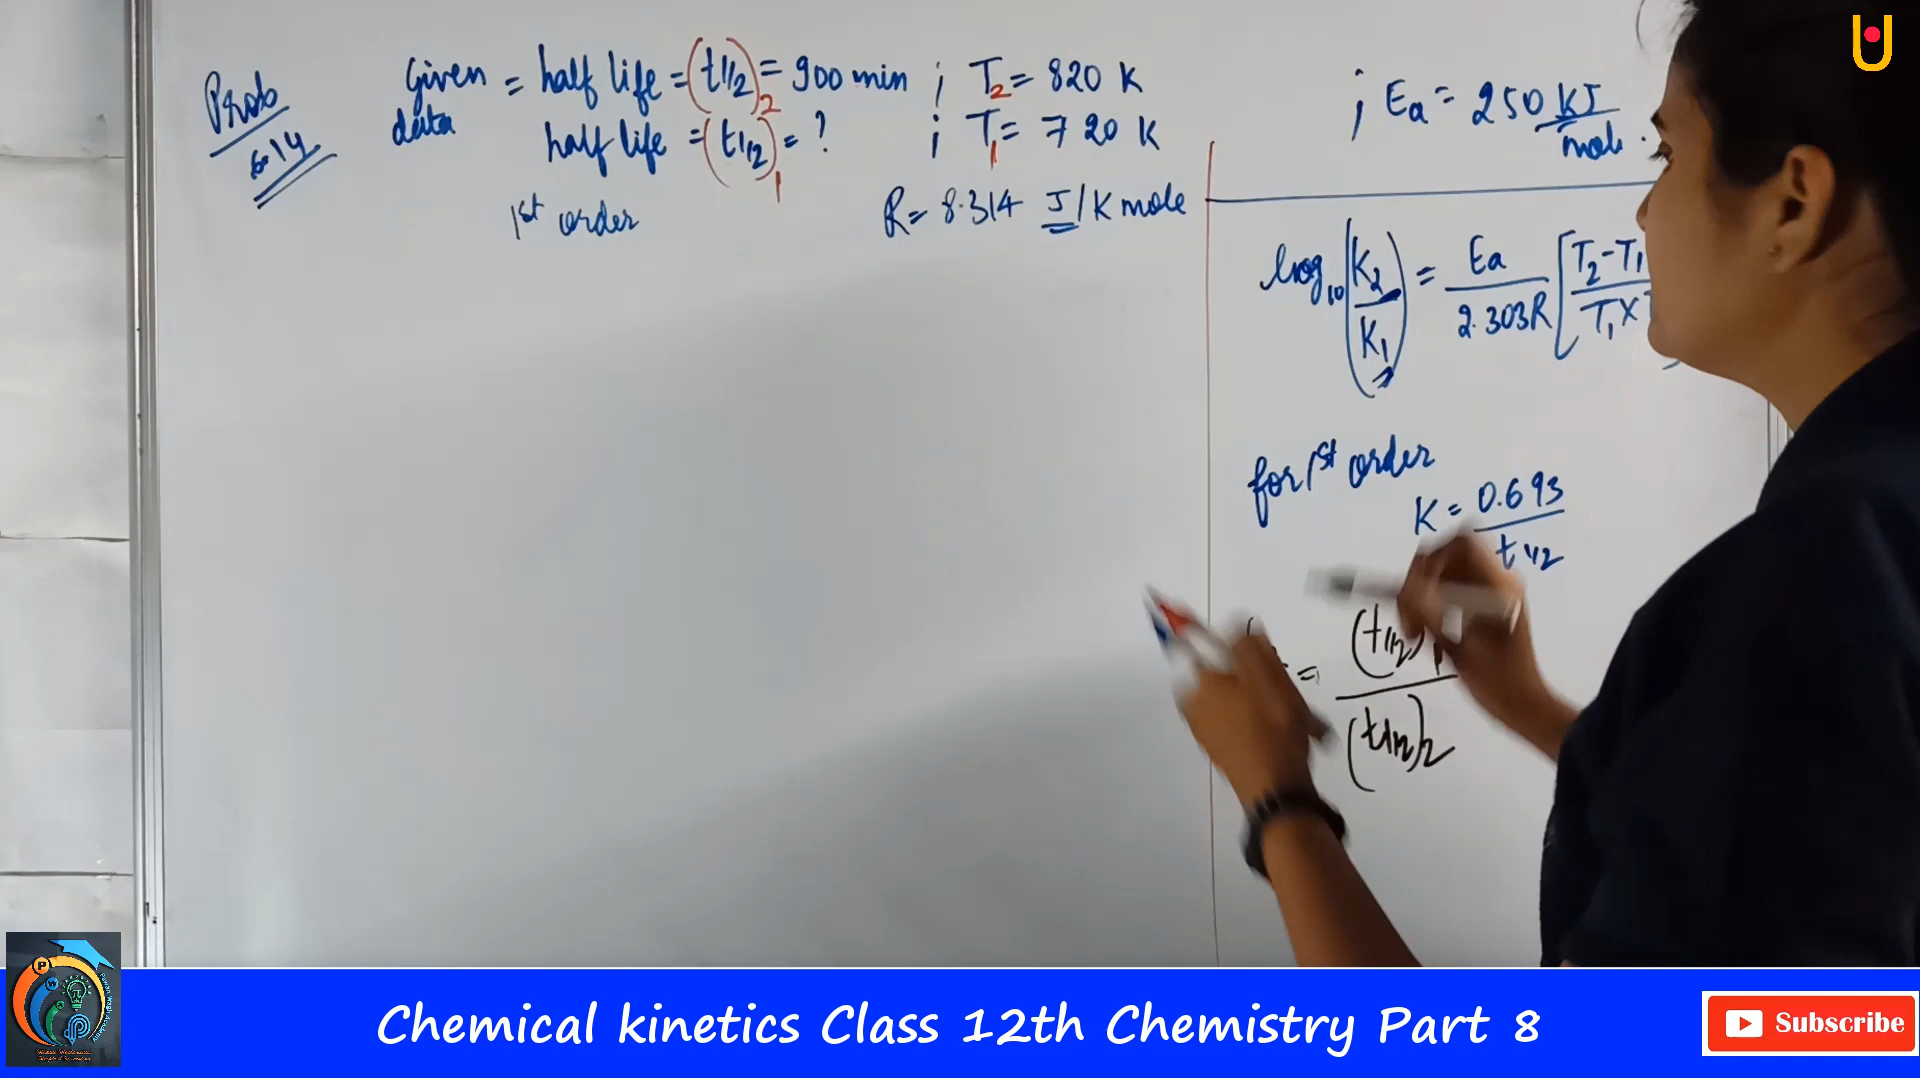 Prob
6.14
Given data = half life = (t1/2)2 = 900 min ; T2 = 820 K ; Ea = 250 KJ/mole.
half life = (t1/2)1 = ? ; T1 = 720 K
1st order
R = 8.314 J/K mole
log10 (K2/K1) = Ea/2.303R [T2-T1/T1 x
for 1st order
K = 0.693/t1/2
= (t1/2)1/(t1/2)2
Chemical kinetics Class 12th Chemistry Part 8
Subscribe